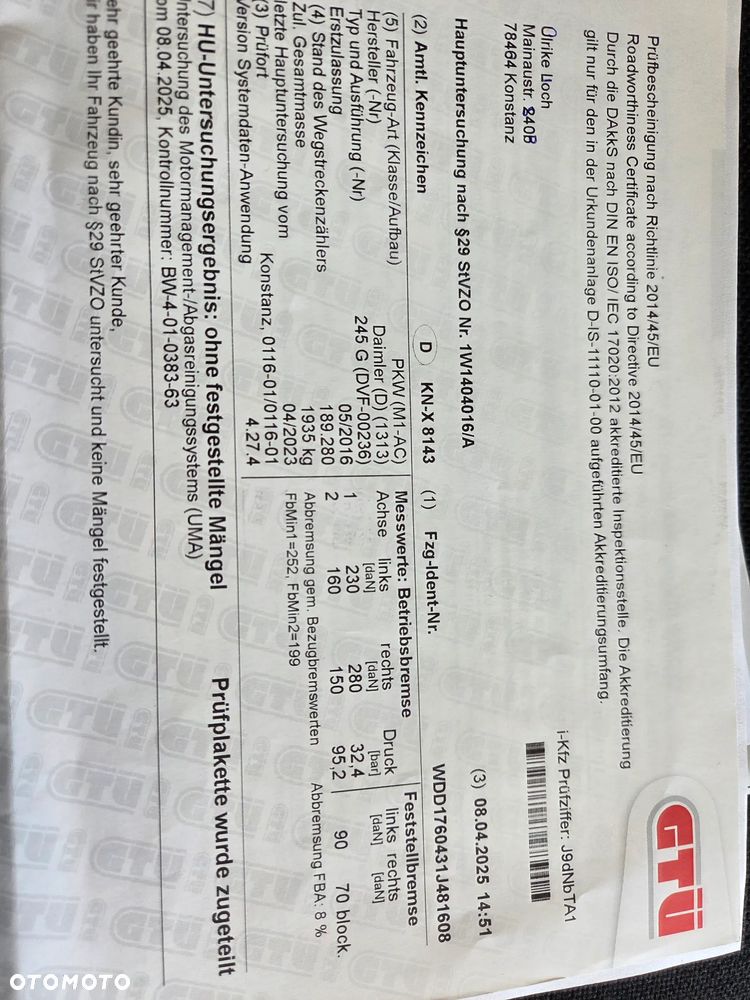 GTÜ
Prüfbescheinigung nach Richtlinie 2014/45/EU
Roadworthiness Certificate according to Directive 2014/45/EU
Durch die DAkkS nach DIN EN ISO/ IEC 17020:2012 akkreditierte Inspektionsstelle. Die Akkreditierung
gilt nur für den in der Urkundenanlage D-IS-11110-01-00 aufgeführten Akkreditierungsumfang.
i-Kfz Prüfziffer: J9dNbTA1
Ulrike Lloch
Mainaustr. 240B
78464 Konstanz
Hauptuntersuchung nach §29 StVZO Nr. 1W1404016/A (3) 08.04.2025 14:51
(2) Amtl. Kennzeichen D KN-X 8143 (1) Fzg-Ident-Nr. WDD1760431J481608
(5) Fahrzeug-Art (Klasse/Aufbau) PKW (M1-AC) Messwerte: Betriebsbremse Feststellbremse
Hersteller (-Nr) Daimler (D) (1313) Achse links rechts Druck links rechts
Typ und Ausführung (-Nr) 245 G (DVF-00236) [daN] [daN] [bar] [daN] [daN]
Erstzulassung 05/2016 1 230 280 32,4
(4) Stand des Wegstreckenzählers 189.280 2 160 150 95,2 90 70 block.
Zul. Gesamtmasse 1935 kg Abbremsung gem. Bezugbremswerten Abbremsung FBA: 8 %
letzte Hauptuntersuchung vom 04/2023 FbMin1=252, FbMin2=199
(3) Prüfort Konstanz, 0116-01/0116-01
Version Systemdaten-Anwendung 4.27.4
7) HU-Untersuchungsergebnis: ohne festgestellte Mängel Prüfplakette wurde zugeteilt
ntersuchung des Motormanagement-/Abgasreinigungssystems (UMA)
om 08.04.2025, Kontrollnummer: BW-4-01-0383-63
ehr geehrte Kundin, sehr geehrter Kunde,
ir haben Ihr Fahrzeug nach §29 StVZO untersucht und keine Mängel festgestellt.
OTOMOTO